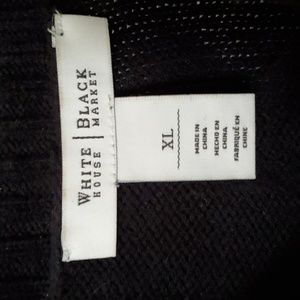 WHITE | BLACK
HOUSE | MARKET
XL
MADE IN
CHINA
HECHO EN
CHINA
FABRIQUÉ EN
CHINE